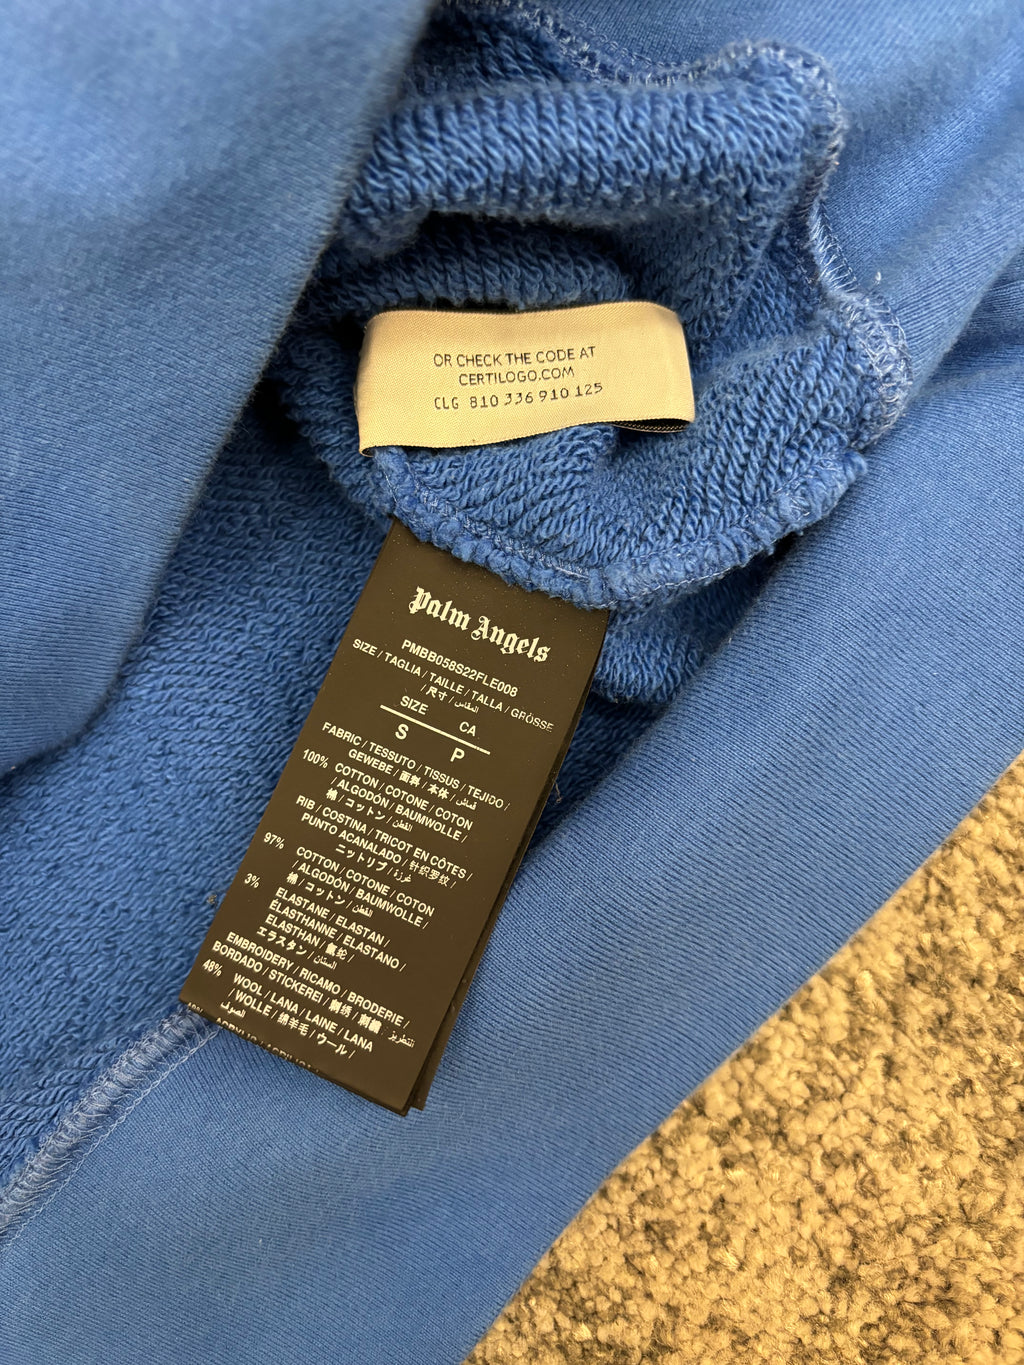 OR CHECK THE CODE AT
CERTILOGO.COM
CLG 810 336 910 125
Palm Angels
PMBB058S22FLE008
SIZE / TAGLIA / TAILLE / TALLA / GRÖSSE
/ 尺寸 / المقاس /
SIZE CA
S P
FABRIC / TESSUTO / TISSUS / TEJIDO /
GEWEBE / 面料 / 本体 / قماش /
100% COTTON / COTONE / COTON
/ ALGODÓN / BAUMWOLLE /
棉 / コットン / القطن
RIB / COSTINA / TRICOT EN CÔTES /
PUNTO ACANALADO / 针织罗纹 /
ニットリブ / غرزة /
97% COTTON / COTONE / COTON
/ ALGODÓN / BAUMWOLLE /
棉 / コットン / القطن
3% ELASTANE / ELASTAN /
ÉLASTHANNE / ELASTANO /
ELASTHAN / 氨纶 /
エラスタン /
EMBROIDERY / RICAMO / BRODERIE /
BORDADO / STICKEREI / 刺绣 / 刺繍 / التطريز
48% WOOL / LANA / LAINE / LANA
/ WOLLE / 绵羊毛 / ウール /
الصوف